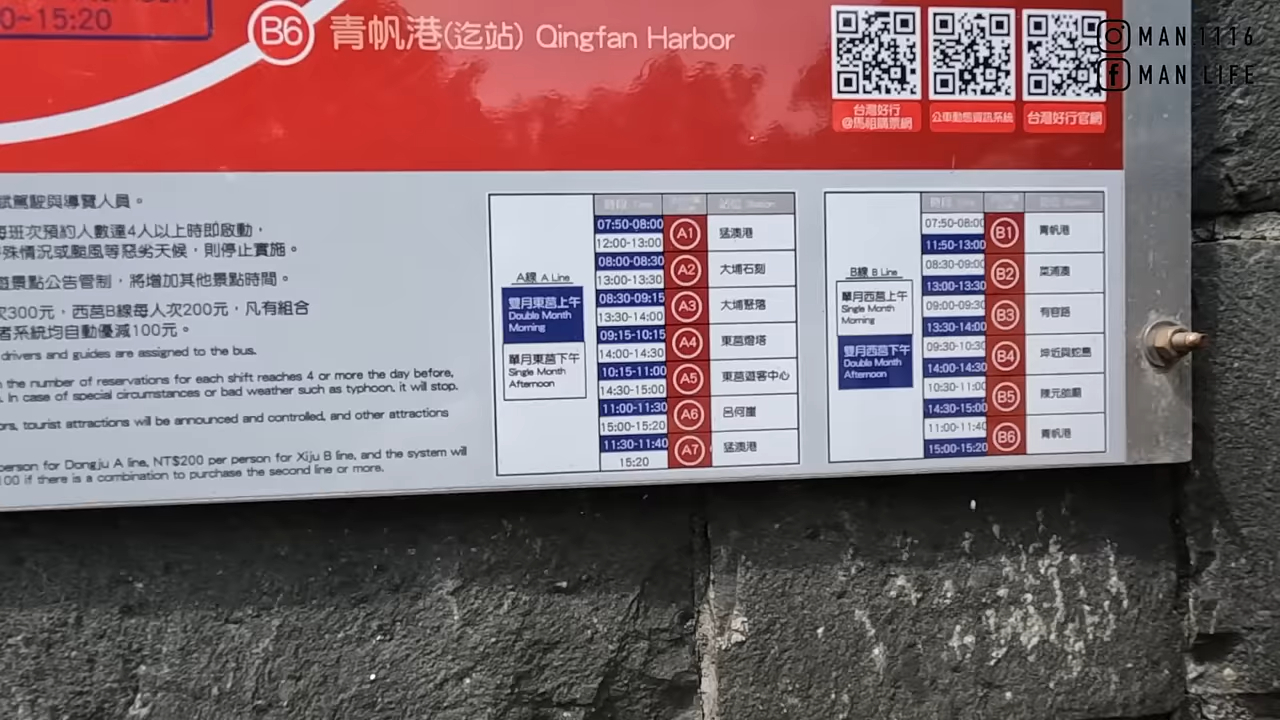 0~15:20
B6 青帆港(迄站) Qingfan Harbor
台灣好行
@馬祖購票網
公車動態資訊系統
台灣好行官網
MAN.1116
MAN.LIFE
試駕駛與導覽人員。
每班次預約人數達4人以上時即啟動，
殊情況或颱風等惡劣天候，則停止實施。
遊景點公告管制，將增加其他景點時間。
次300元，西莒B線每人次200元，凡有組合
者系統均自動優減100元。
drivers and guides are assigned to the bus.
the number of reservations for each shift reaches 4 or more the day before,
. In case of special circumstances or bad weather such as typhoon, it will stop.
ors, tourist attractions will be announced and controlled, and other attractions
person for Dongju A line, NT$200 per person for Xiju B line, and the system will
100 if there is a combination to purchase the second line or more.
A線 A Line
雙月東莒上午
Double Month
Morning
單月東莒下午
Single Month
Afternoon
時間 Time 站位 Station
07:50-08:00
12:00-13:00
A1 猛澳港
08:00-08:30
13:00-13:30
A2 大埔石刻
08:30-09:15
13:30-14:00
A3 大埔聚落
09:15-10:15
14:00-14:30
A4 東莒燈塔
10:15-11:00
14:30-15:00
A5 東莒遊客中心
11:00-11:30
15:00-15:20
A6 呂何崖
11:30-11:40
15:20
A7 猛澳港
B線 B Line
單月西莒上午
Single Month
Morning
雙月西莒下午
Double Month
Afternoon
時間 Time 站位 Station
07:50-08:00
11:50-13:00
B1 青帆港
08:30-09:00
13:00-13:30
B2 菜浦澳
09:00-09:30
13:30-14:00
B3 有容路
09:30-10:30
14:00-14:30
B4 坤坵與蛇島
10:30-11:00
14:30-15:00
B5 陳元帥廟
11:00-11:40
15:00-15:20
B6 青帆港